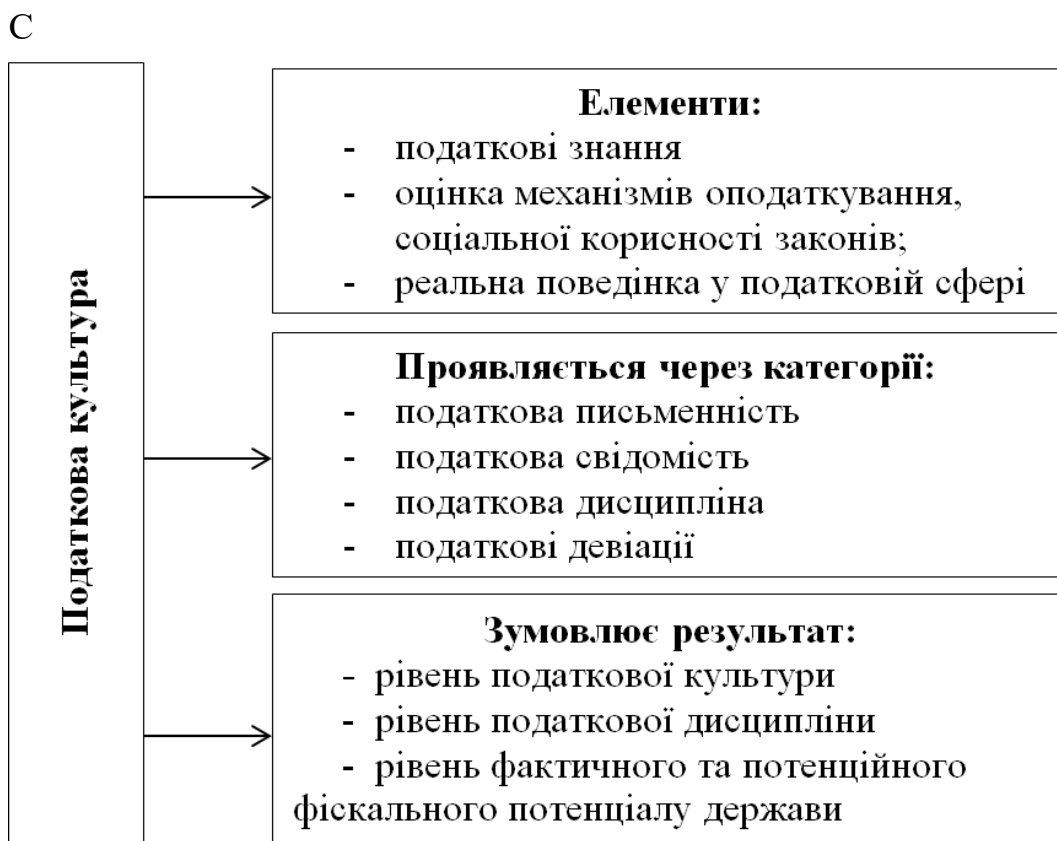 С
Податкова культура
Елементи:
- податкові знання
- оцінка механізмів оподаткування,
соціальної корисності законів;
- реальна поведінка у податковій сфері
Проявляється через категорії:
- податкова письменність
- податкова свідомість
- податкова дисципліна
- податкові девіації
Зумовлює результат:
- рівень податкової культури
- рівень податкової дисципліни
- рівень фактичного та потенційного
фіскального потенціалу держави